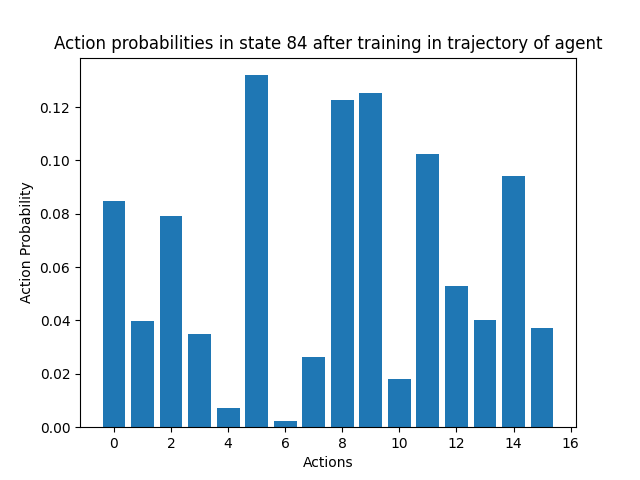 Action probabilities in state 84 after training in trajectory of agent
0.12
0.10
0.08
0.06
0.04
0.02
0.00
Action Probability
0 2 4 6 8 10 12 14 16
Actions